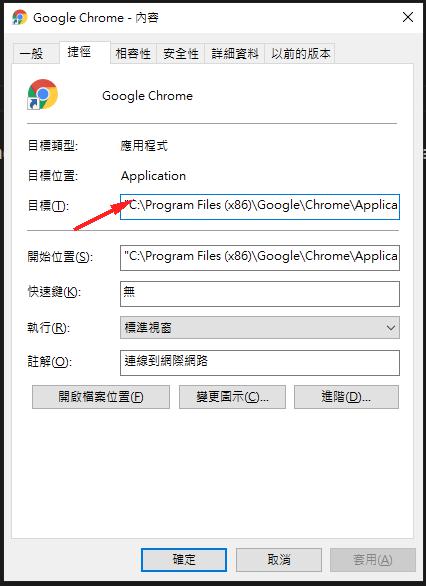 Google Chrome - 內容
一般 捷徑 相容性 安全性 詳細資料 以前的版本
Google Chrome
目標類型: 應用程式
目標位置: Application
目標(T): "C:\Program Files (x86)\Google\Chrome\Applica
開始位置(S): "C:\Program Files (x86)\Google\Chrome\Applica
快速鍵(K): 無
執行(R): 標準視窗
註解(O): 連線到網際網路
開啟檔案位置(F) 變更圖示(C)... 進階(D)...
確定 取消 套用(A)